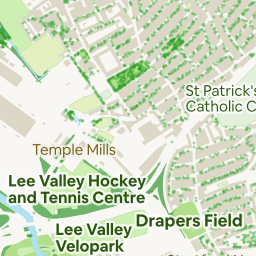 St Patrick's
Catholic C
Temple Mills
Lee Valley Hockey
and Tennis Centre
Drapers Field
Lee Valley
Velopark